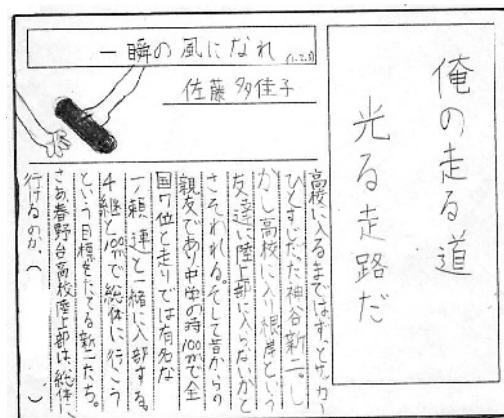 一瞬の風になれ (1.2.3)
佐藤多佳子
俺の走る道
光る走路だ
高校に入るまではずっとサッカー
ひとすじだった神谷新二。し
かし高校に入り根岸という
友達に陸上部に入らないかと
さそわれる。そして昔からの
親友であり中学の時100mで全
国7位と走りでは有名な
一ノ瀬連と一緒に入部する。
4継と100mで総体に行こう
という目標をたてる新二たち。
さあ、春野台高校陸上部は、総体に
行けるのか、( )